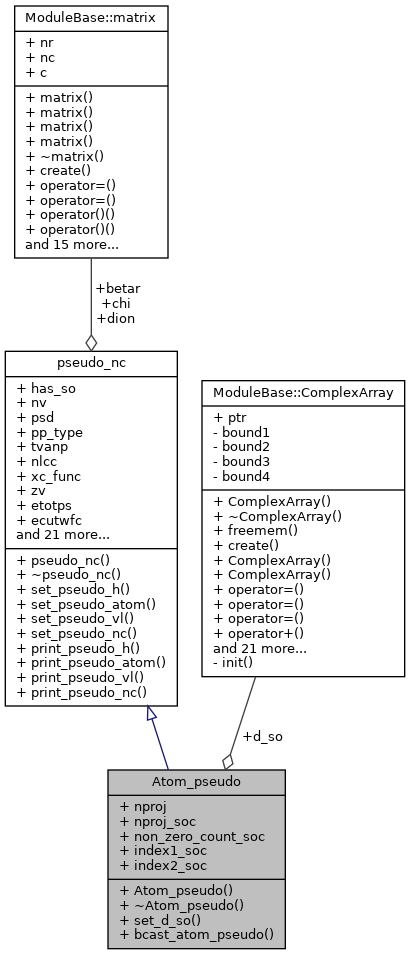 ModuleBase::matrix
+ nr
+ nc
+ c
+ matrix()
+ matrix()
+ matrix()
+ matrix()
+ ~matrix()
+ create()
+ operator=()
+ operator=()
+ operator()()
+ operator()()
and 15 more...
+betar
+chi
+dion
pseudo_nc
+ has_so
+ nv
+ psd
+ pp_type
+ tvanp
+ nlcc
+ xc_func
+ zv
+ etotps
+ ecutwfc
and 21 more...
+ pseudo_nc()
+ ~pseudo_nc()
+ set_pseudo_h()
+ set_pseudo_atom()
+ set_pseudo_vl()
+ set_pseudo_nc()
+ print_pseudo_h()
+ print_pseudo_atom()
+ print_pseudo_vl()
+ print_pseudo_nc()
ModuleBase::ComplexArray
+ ptr
- bound1
- bound2
- bound3
- bound4
+ ComplexArray()
+ ~ComplexArray()
+ freemem()
+ create()
+ ComplexArray()
+ ComplexArray()
+ operator=()
+ operator=()
+ operator=()
+ operator+()
and 21 more...
- init()
+d_so
Atom_pseudo
+ nproj
+ nproj_soc
+ non_zero_count_soc
+ index1_soc
+ index2_soc
+ Atom_pseudo()
+ ~Atom_pseudo()
+ set_d_so()
+ bcast_atom_pseudo()